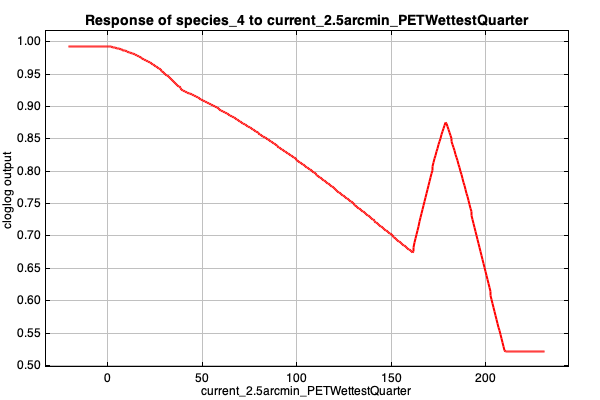 Response of species_4 to current_2.5arcmin_PETWettestQuarter
1.00
0.95
0.90
0.85
0.80
0.75
0.70
0.65
0.60
0.55
0.50
cloglog output
0 50 100 150 200
current_2.5arcmin_PETWettestQuarter